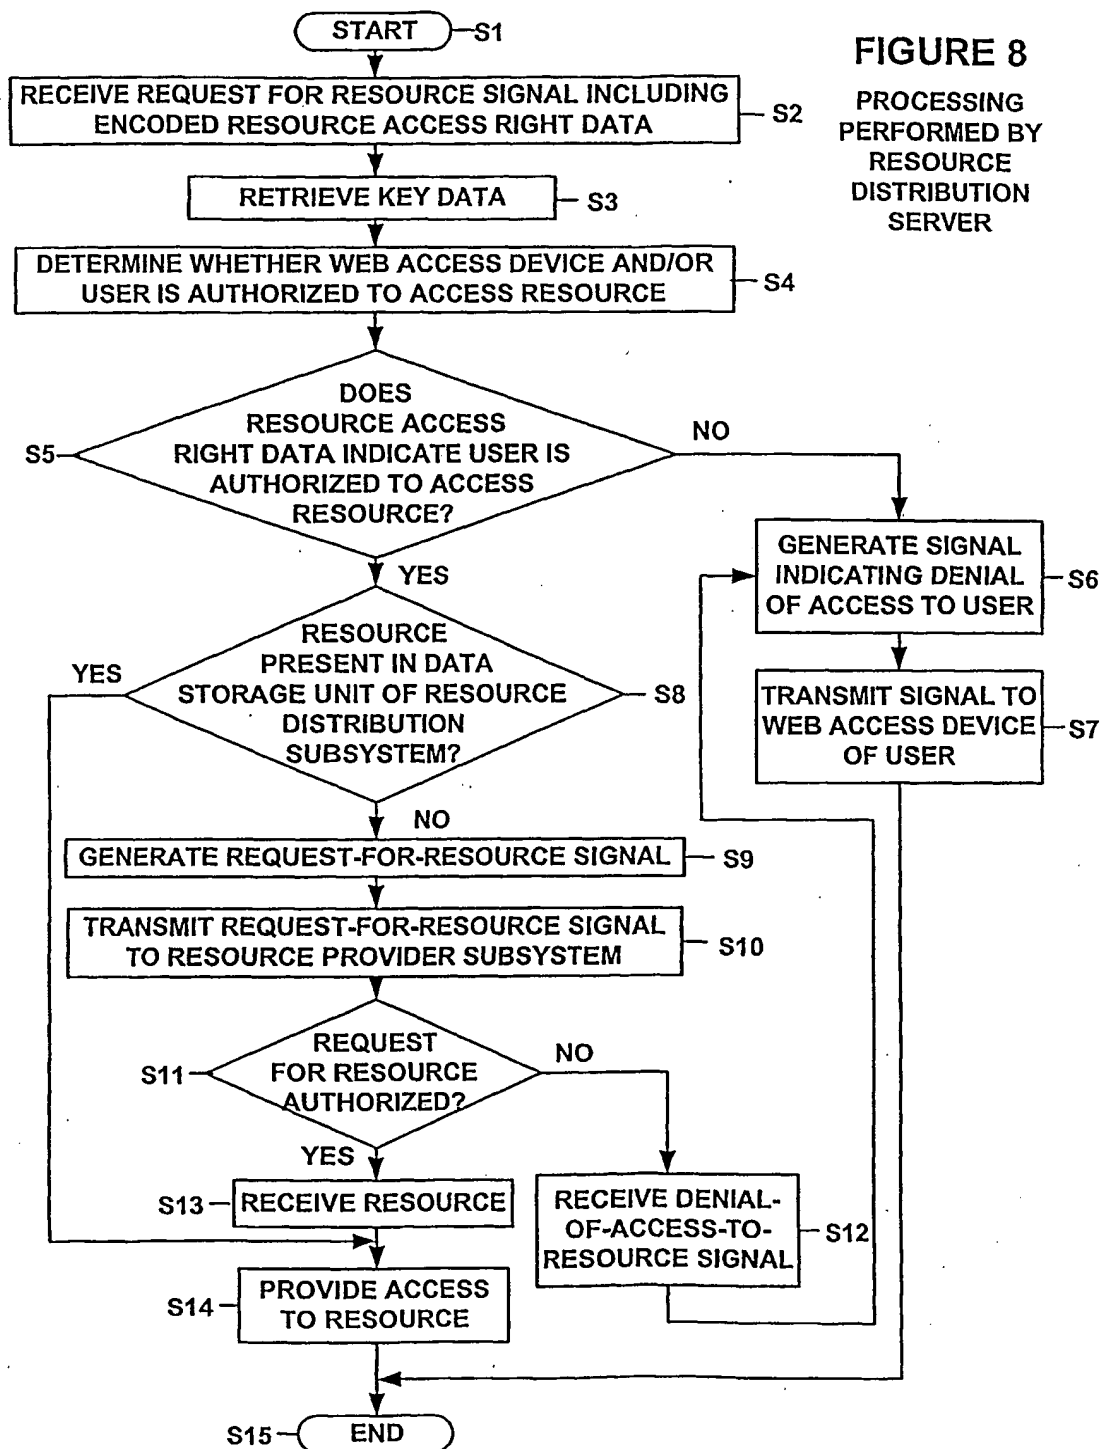 START
S1
FIGURE 8
PROCESSING
PERFORMED BY
RESOURCE
DISTRIBUTION
SERVER
RECEIVE REQUEST FOR RESOURCE SIGNAL INCLUDING
ENCODED RESOURCE ACCESS RIGHT DATA
S2
RETRIEVE KEY DATA
S3
DETERMINE WHETHER WEB ACCESS DEVICE AND/OR
USER IS AUTHORIZED TO ACCESS RESOURCE
S4
DOES
RESOURCE ACCESS
RIGHT DATA INDICATE USER IS
AUTHORIZED TO ACCESS
RESOURCE?
S5
NO
YES
GENERATE SIGNAL
INDICATING DENIAL
OF ACCESS TO USER
S6
TRANSMIT SIGNAL TO
WEB ACCESS DEVICE
OF USER
S7
RESOURCE
PRESENT IN DATA
STORAGE UNIT OF RESOURCE
DISTRIBUTION
SUBSYSTEM?
YES
S8
NO
GENERATE REQUEST-FOR-RESOURCE SIGNAL
S9
TRANSMIT REQUEST-FOR-RESOURCE SIGNAL
TO RESOURCE PROVIDER SUBSYSTEM
S10
REQUEST
FOR RESOURCE
AUTHORIZED?
S11
NO
YES
S13
RECEIVE RESOURCE
RECEIVE DENIAL-
OF-ACCESS-TO-
RESOURCE SIGNAL
S12
S14
PROVIDE ACCESS
TO RESOURCE
S15
END